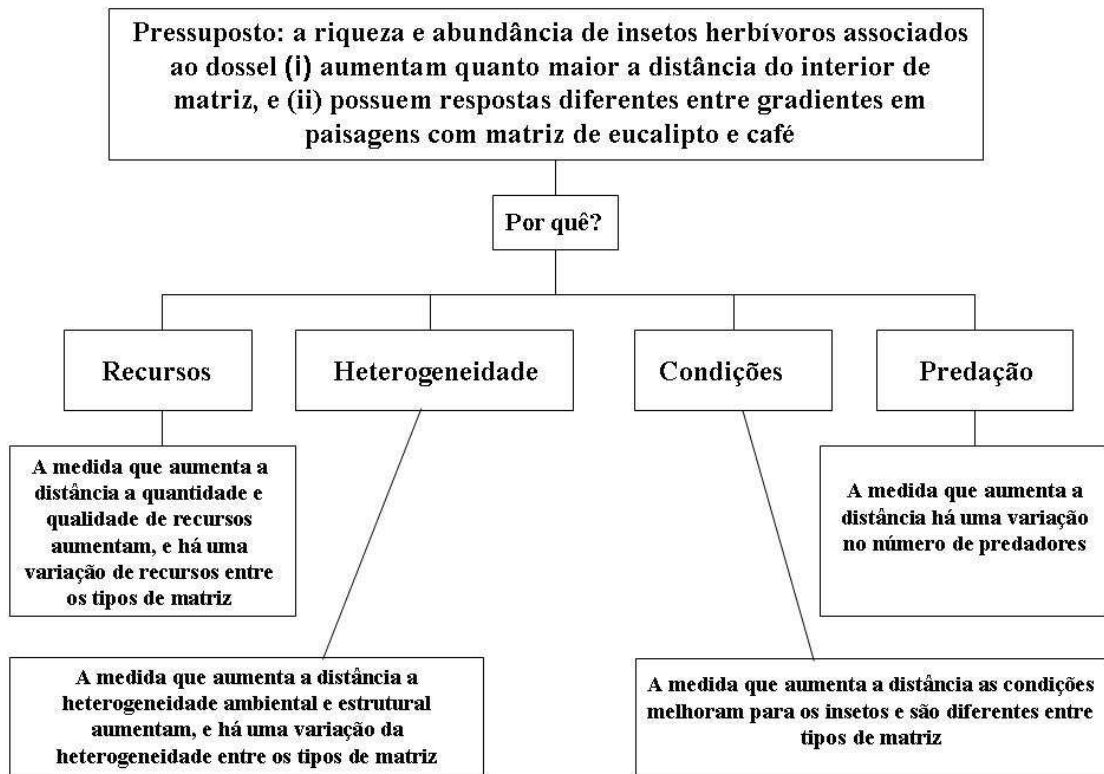 Pressuposto: a riqueza e abundância de insetos herbívoros associados
ao dossel (i) aumentam quanto maior a distância do interior de
matriz, e (ii) possuem respostas diferentes entre gradientes em
paisagens com matriz de eucalipto e café
Por quê?
Recursos
Heterogeneidade
Condições
Predação
A medida que aumenta a
distância a quantidade e
qualidade de recursos
aumentam, e há uma
variação de recursos entre
os tipos de matriz
A medida que aumenta a
distância há uma variação
no número de predadores
A medida que aumenta a distância a
heterogeneidade ambiental e estrutural
aumentam, e há uma variação da
heterogeneidade entre os tipos de matriz
A medida que aumenta a distância as condições
melhoram para os insetos e são diferentes entre
tipos de matriz